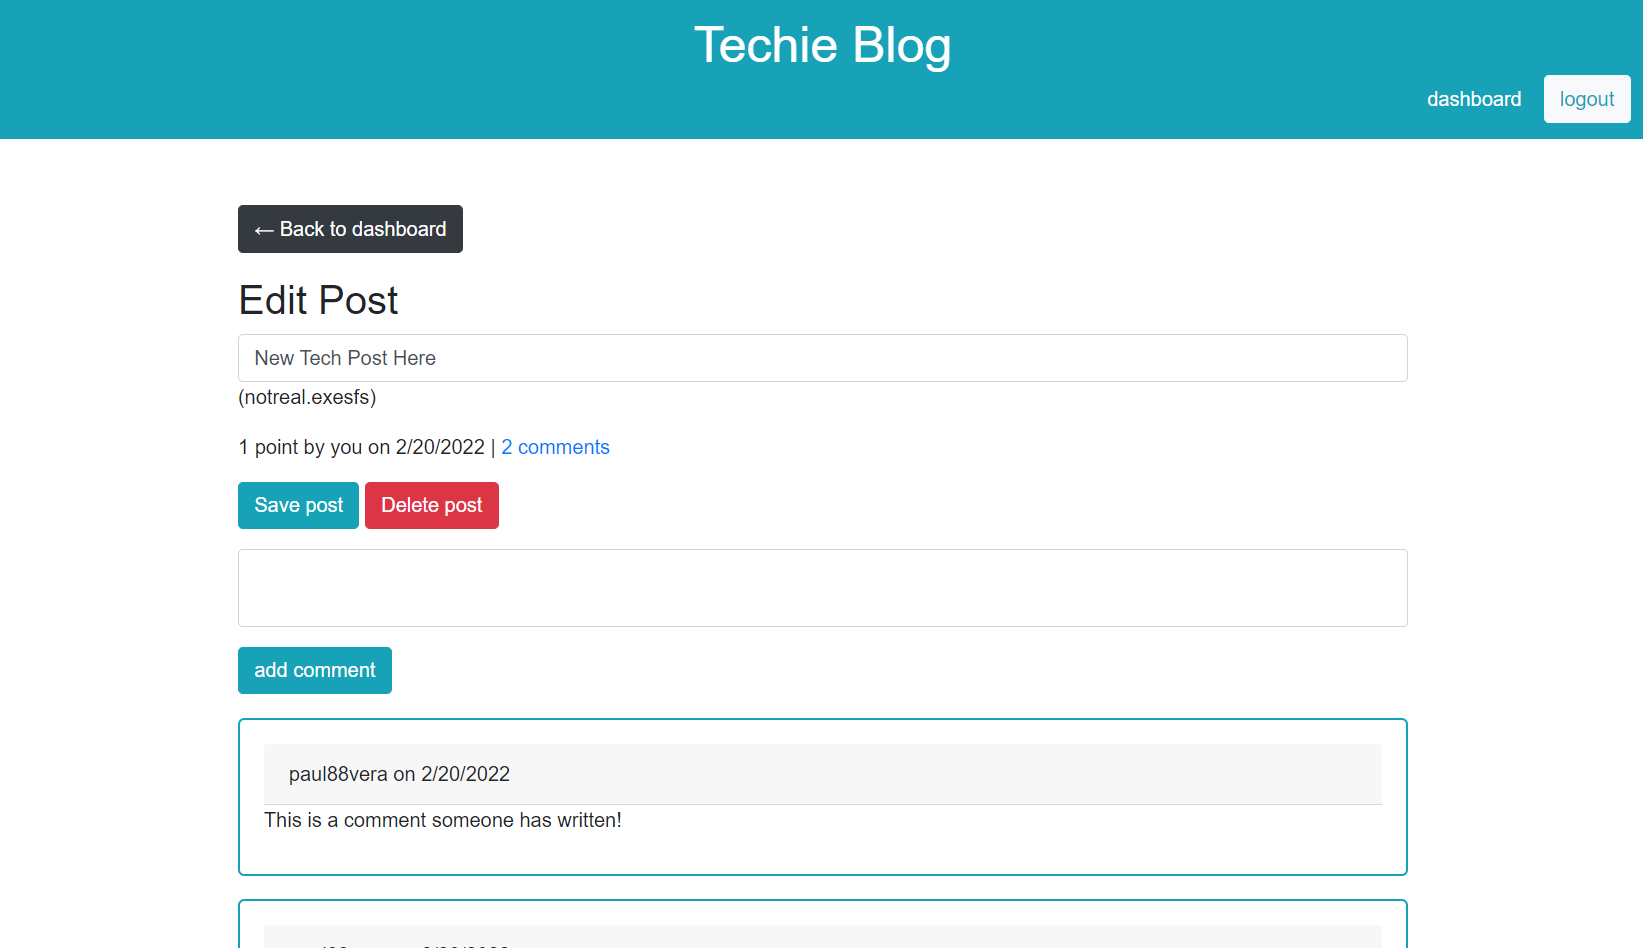 Techie Blog
dashboard logout
← Back to dashboard
Edit Post
New Tech Post Here
(notreal.exesfs)
1 point by you on 2/20/2022 | 2 comments
Save post Delete post
add comment
paul88vera on 2/20/2022
This is a comment someone has written!